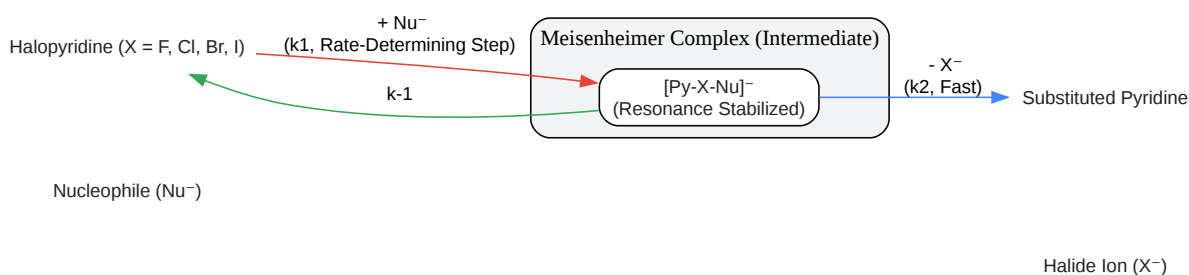 Halopyridine (X = F, Cl, Br, I)
+ Nu⁻
(k1, Rate-Determining Step)
k-1
Meisenheimer Complex (Intermediate)
[Py-X-Nu]⁻
(Resonance Stabilized)
- X⁻
(k2, Fast)
Substituted Pyridine
Nucleophile (Nu⁻)
Halide Ion (X⁻)